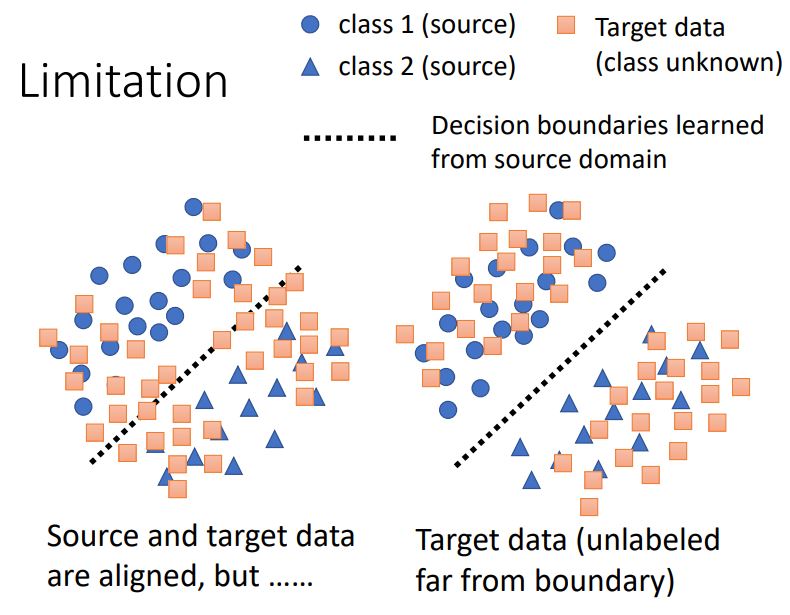 Limitation
class 1 (source)
class 2 (source)
Target data
(class unknown)
Decision boundaries learned
from source domain
Source and target data
are aligned, but ……
Target data (unlabeled
far from boundary)